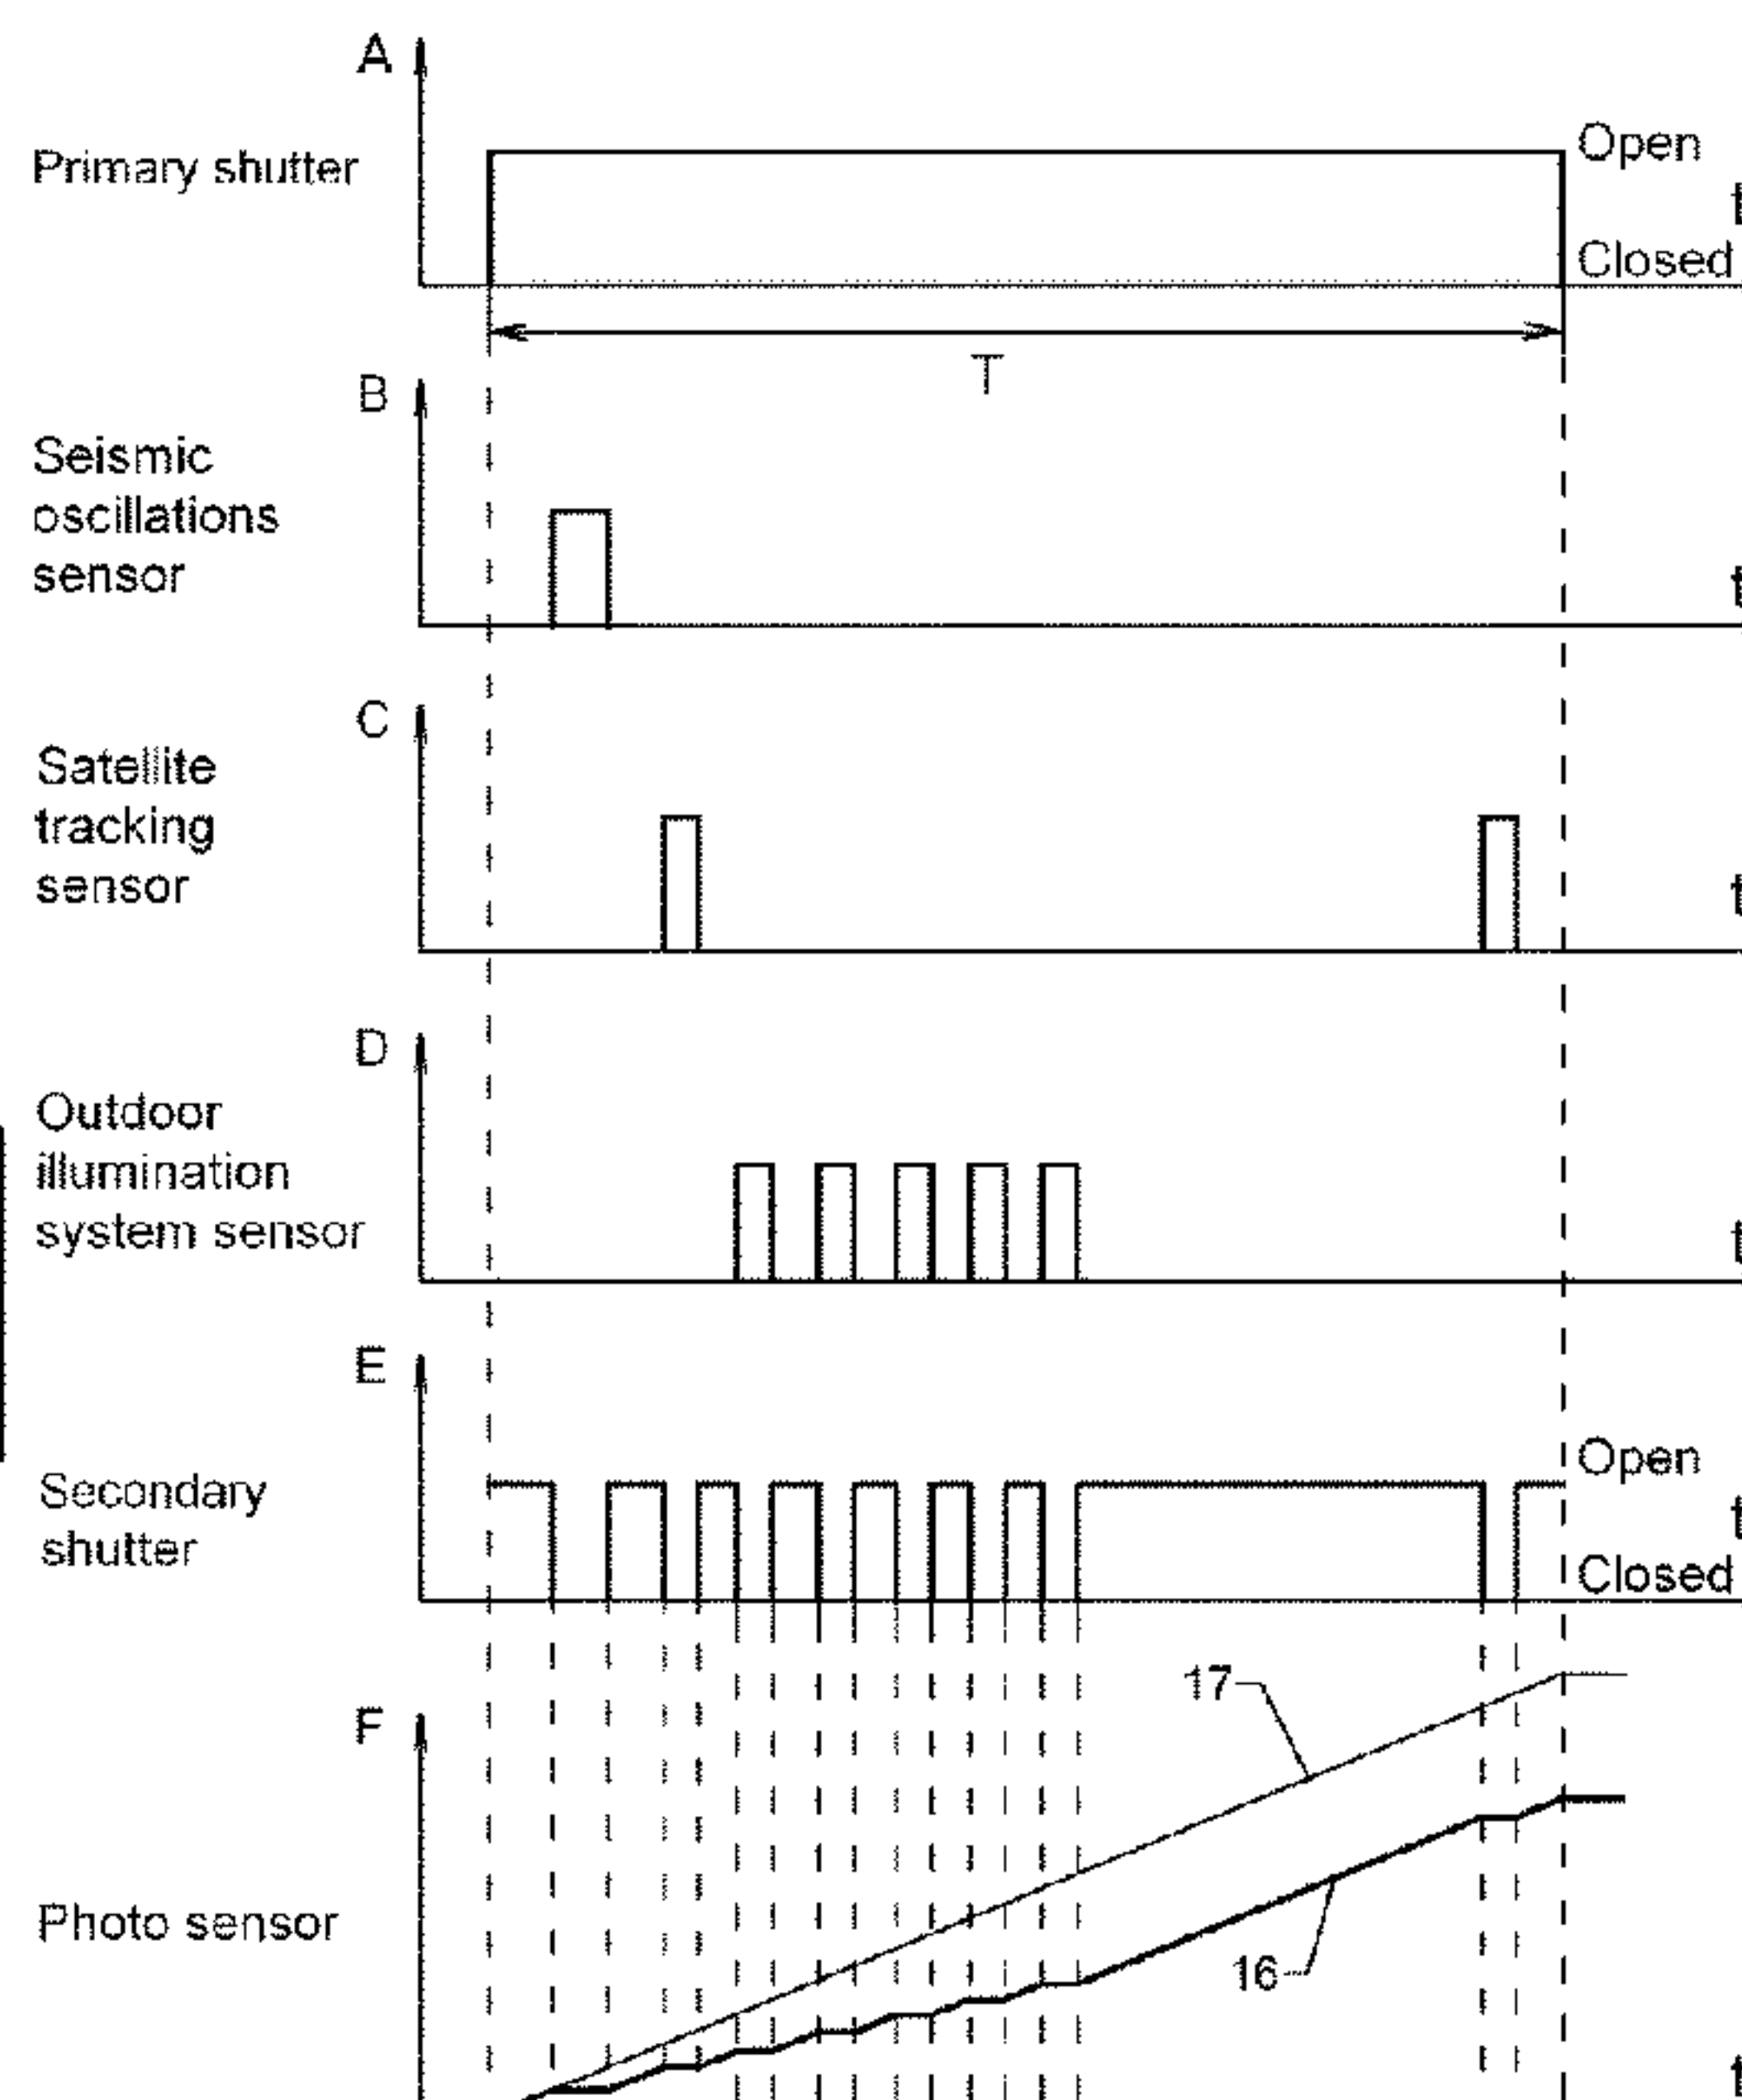 A
Primary shutter
Open
t
Closed
T
B
Seismic
oscillations
sensor
t
C
Satellite
tracking
sensor
t
D
Outdoor
illumination
system sensor
t
E
Secondary
shutter
Open
t
Closed
17
F
Photo sensor
16
t